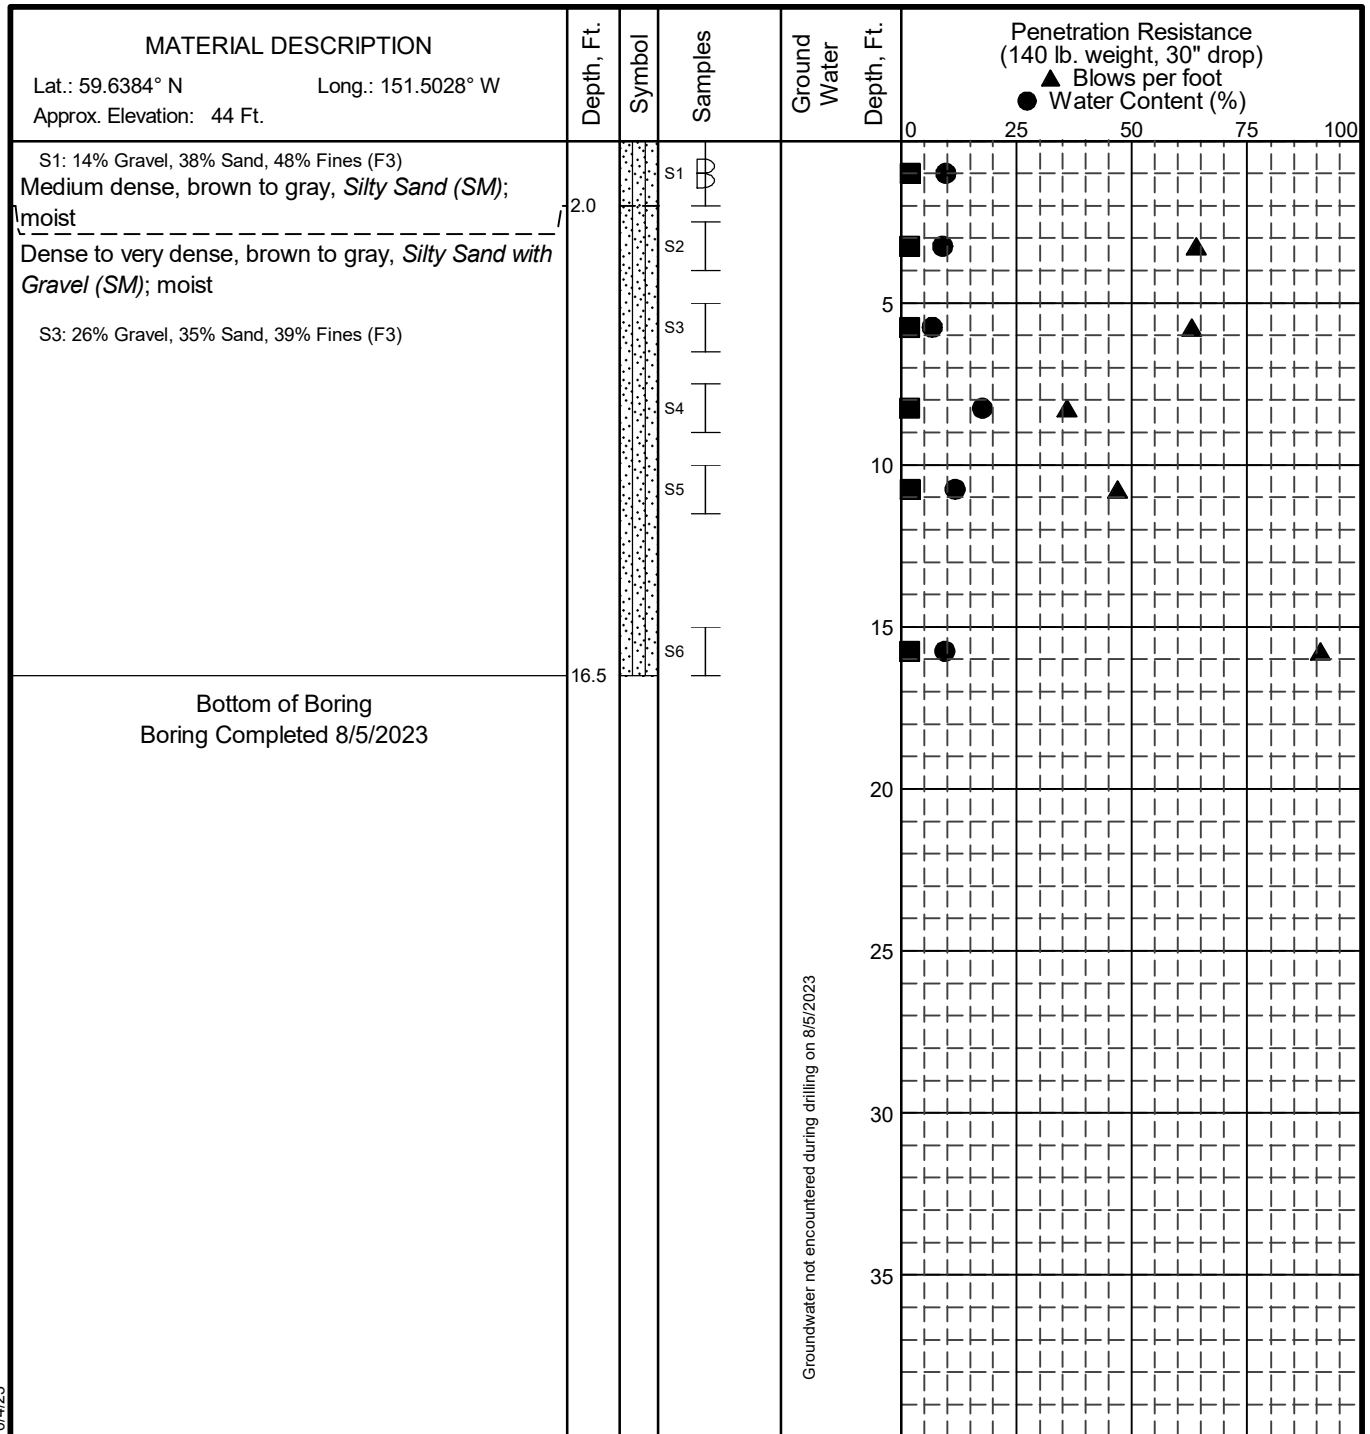 MATERIAL DESCRIPTION
Lat.: 59.6384° N Long.: 151.5028° W
Approx. Elevation: 44 Ft.
Depth, Ft.
Symbol
Samples
Ground
Water
Depth, Ft.
Penetration Resistance
(140 lb. weight, 30" drop)
▲ Blows per foot
● Water Content (%)
0 25 50 75 100
S1: 14% Gravel, 38% Sand, 48% Fines (F3)
Medium dense, brown to gray, Silty Sand (SM);
moist
2.0
Dense to very dense, brown to gray, Silty Sand with
Gravel (SM); moist
S3: 26% Gravel, 35% Sand, 39% Fines (F3)
16.5
Bottom of Boring
Boring Completed 8/5/2023
S1
S2
S3
S4
S5
S6
Groundwater not encountered during drilling on 8/5/2023
5
10
15
20
25
30
35